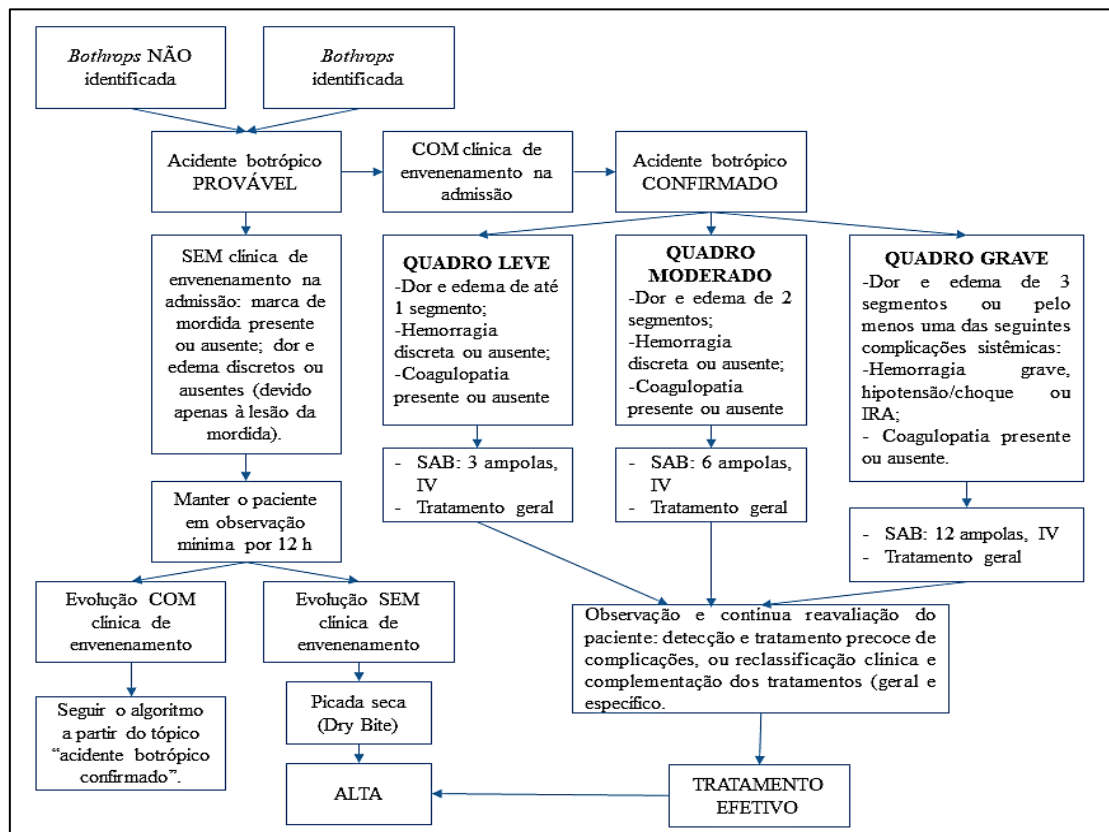 Bothrops NÃO
identificada
Bothrops
identificada
Acidente botrópico
PROVÁVEL
COM clínica de
envenenamento na
admissão
Acidente botrópico
CONFIRMADO
SEM clínica de
envenenamento na
admissão: marca de
mordida presente
ou ausente; dor e
edema discretos ou
ausentes (devido
apenas à lesão da
mordida).
QUADRO LEVE
-Dor e edema de até
1 segmento;
-Hemorragia
discreta ou ausente;
-Coagulopatia
presente ou ausente
QUADRO
MODERADO
-Dor e edema de 2
segmentos;
-Hemorragia
discreta ou ausente;
-Coagulopatia
presente ou ausente
QUADRO GRAVE
-Dor e edema de 3
segmentos ou pelo
menos uma das seguintes
complicações sistêmicas:
-Hemorragia grave,
hipotensão/choque ou
IRA;
- Coagulopatia presente
ou ausente.
- SAB: 3 ampolas,
IV
- Tratamento geral
- SAB: 6 ampolas,
IV
- Tratamento geral
- SAB: 12 ampolas, IV
- Tratamento geral
Manter o paciente
em observação
mínima por 12 h
Evolução COM
clínica de
envenenamento
Evolução SEM
clínica de
envenenamento
Observação e contínua reavaliação do
paciente: detecção e tratamento precoce de
complicações, ou reclassificação clínica e
complementação dos tratamentos (geral e
específico.
Seguir o algoritmo
a partir do tópico
“acidente botrópico
confirmado”.
Picada seca
(Dry Bite)
ALTA
TRATAMENTO
EFETIVO